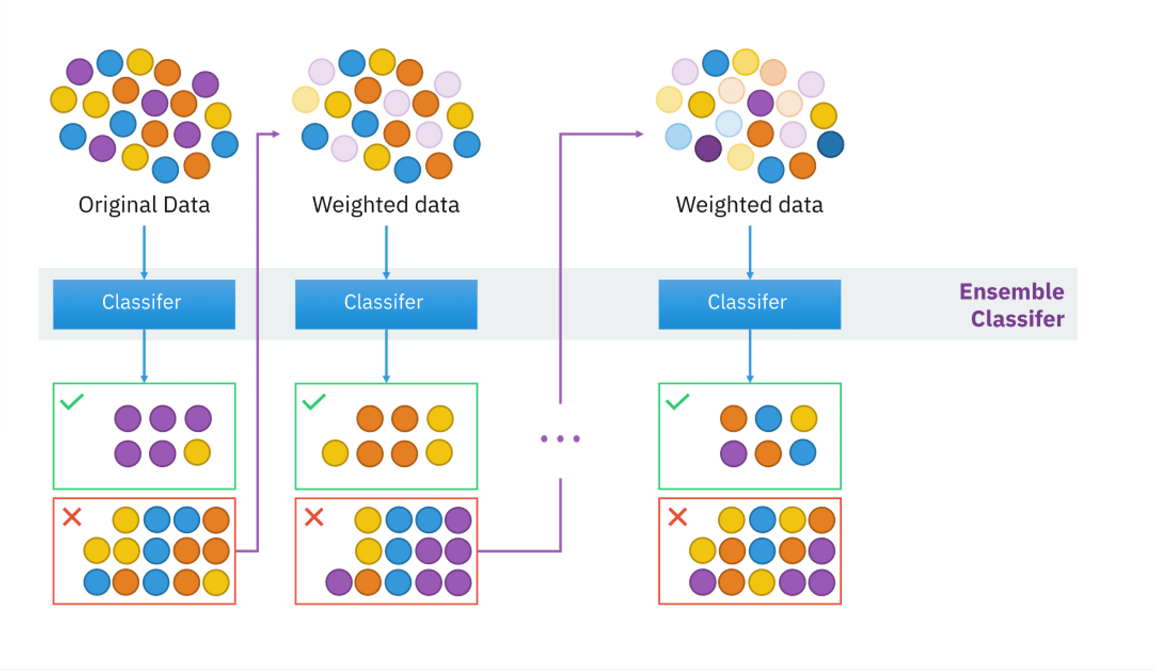 Original Data
Weighted data
Weighted data
Classifer
Classifer
Classifer
Ensemble
Classifer